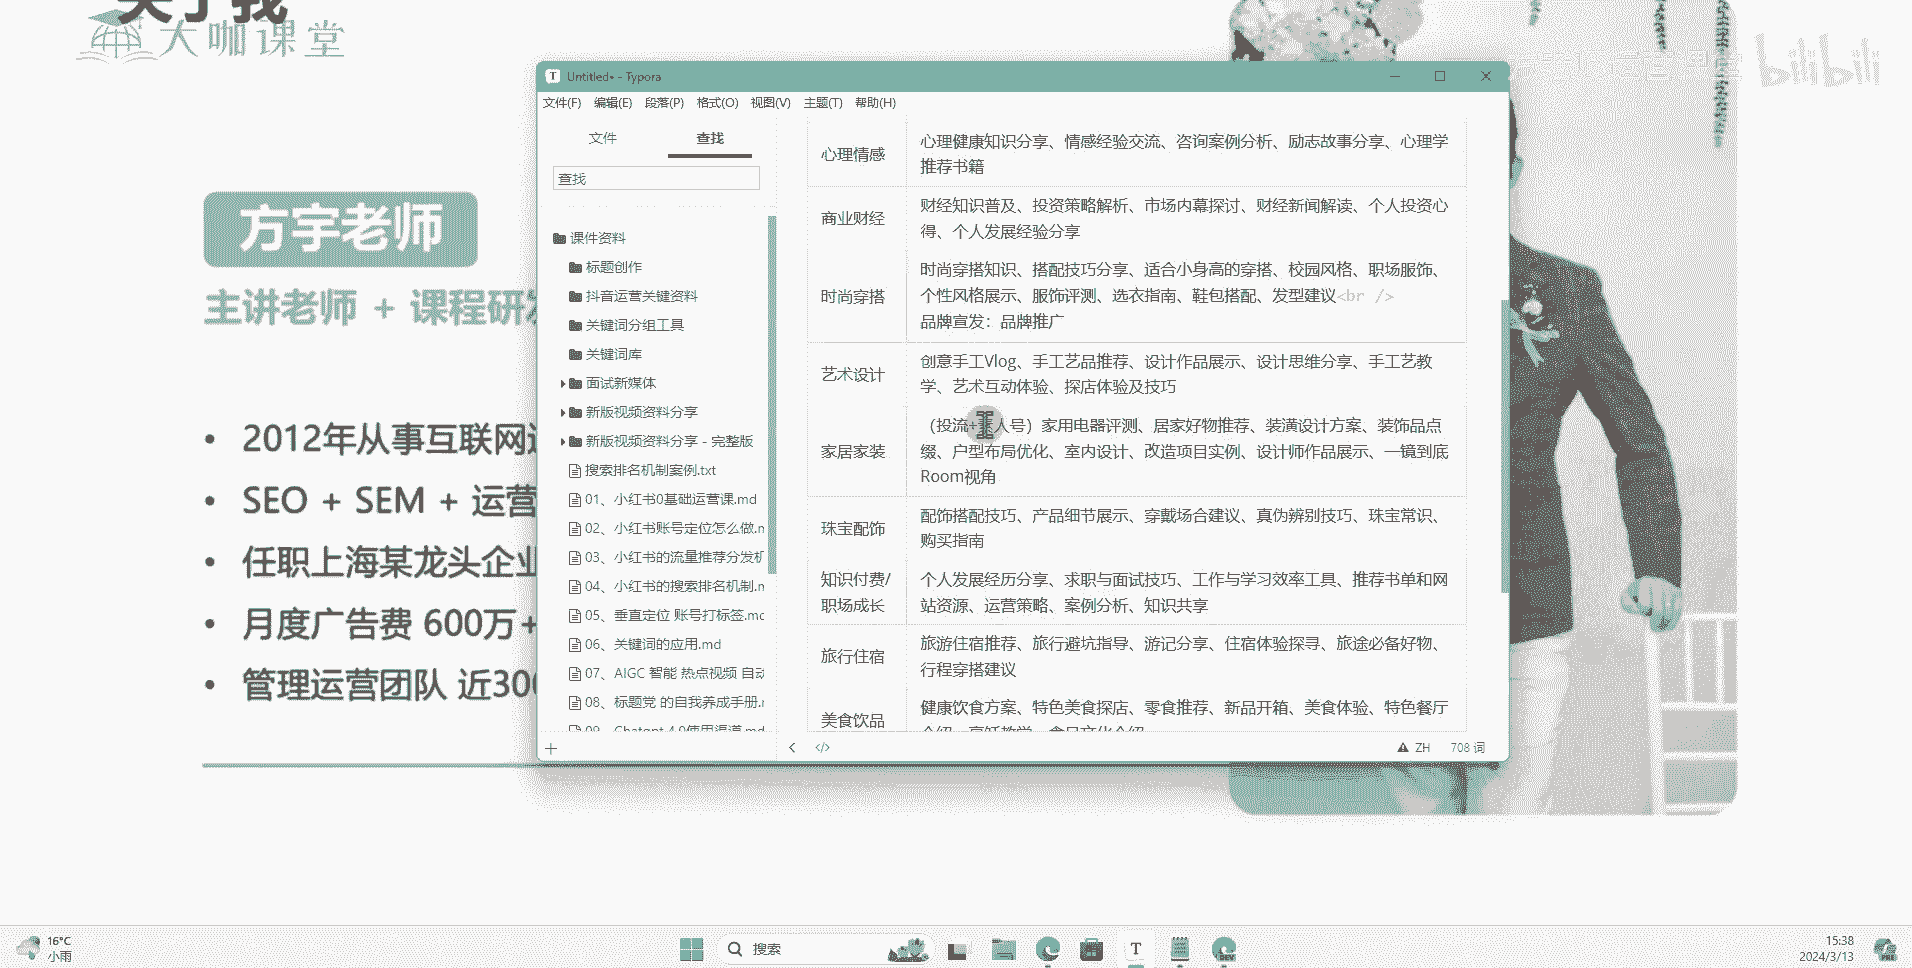 关于我
大咖课堂
bilibili
方宇老师
主讲老师 + 课程研发
2012年从事互联网运
SEO + SEM + 运营
任职上海某龙头企业
月度广告费 600万+
管理运营团队 近300
Untitled• - Typora
文件(F) 编辑(E) 段落(P) 格式(O) 视图(V) 主题(T) 帮助(H)
文件 查找
查找
课件资料
标题创作
抖音运营关键资料
关键词分组工具
关键词库
面试新媒体
新版视频资料分享
新版视频资料分享 - 完整版
搜索排名机制案例.txt
01、小红书0基础运营课.md
02、小红书账号定位怎么做.m
03、小红书的流量推荐分发机
04、小红书的搜索排名机制.m
05、垂直定位 账号打标签.mc
06、关键词的应用.md
07、AIGC 智能 热点视频 自动
08、标题党 的自我养成手册.r
09、Chatgpt 4.0使用渠道.md
心理情感
心理健康知识分享、情感经验交流、咨询案例分析、励志故事分享、心理学
推荐书籍
商业财经
财经知识普及、投资策略解析、市场内幕探讨、财经新闻解读、个人投资心
得、个人发展经验分享
时尚穿搭
时尚穿搭知识、搭配技巧分享、适合小身高的穿搭、校园风格、职场服饰、
个性风格展示、服饰评测、选衣指南、鞋包搭配、发型建议<br />
品牌宣发：品牌推广
艺术设计
创意手工Vlog、手工艺品推荐、设计作品展示、设计思维分享、手工艺教
学、艺术互动体验、探店体验及技巧
家居家装
（投流+ 人号）家用电器评测、居家好物推荐、装潢设计方案、装饰品点
缀、户型布局优化、室内设计、改造项目实例、设计师作品展示、一镜到底
Room视角
珠宝配饰
配饰搭配技巧、产品细节展示、穿戴场合建议、真伪辨别技巧、珠宝常识、
购买指南
知识付费/
职场成长
个人发展经历分享、求职与面试技巧、工作与学习效率工具、推荐书单和网
站资源、运营策略、案例分析、知识共享
旅行住宿
旅游住宿推荐、旅行避坑指导、游记分享、住宿体验探寻、旅途必备好物、
行程穿搭建议
美食饮品
健康饮食方案、特色美食探店、零食推荐、新品开箱、美食体验、特色餐厅
介绍、烹饪教学、食品文化介绍
ZH 708 词
16°C
小雨
搜索
15:38
2024/3/13